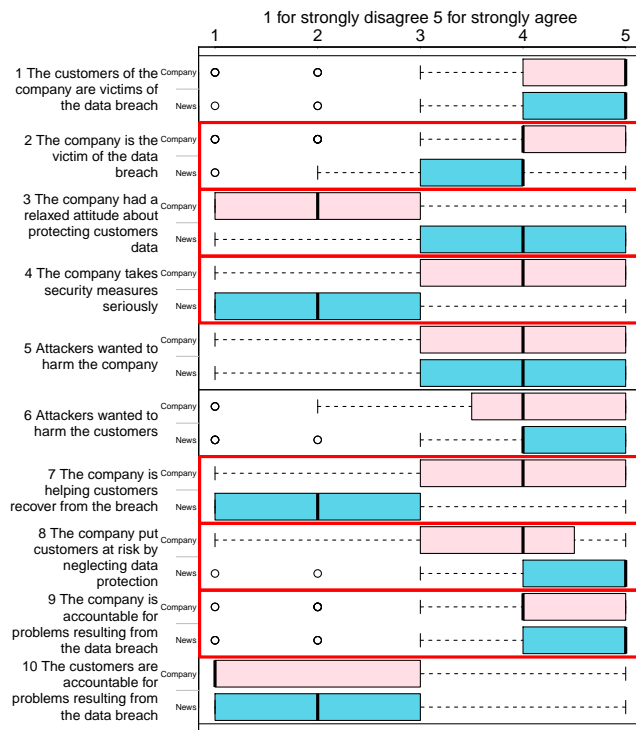 1 for strongly disagree 5 for strongly agree
1 2 3 4 5
1 The customers of the
company are victims of
the data breach
Company
News
2 The company is the
victim of the data
breach
Company
News
3 The company had a
relaxed attitude about
protecting customers
data
Company
News
4 The company takes
security measures
seriously
Company
News
5 Attackers wanted to
harm the company
Company
News
6 Attackers wanted to
harm the customers
Company
News
7 The company is
helping customers
recover from the breach
Company
News
8 The company put
customers at risk by
neglecting data
protection
Company
News
9 The company is
accountable for
problems resulting from
the data breach
Company
News
10 The customers are
accountable for
problems resulting from
the data breach
Company
News